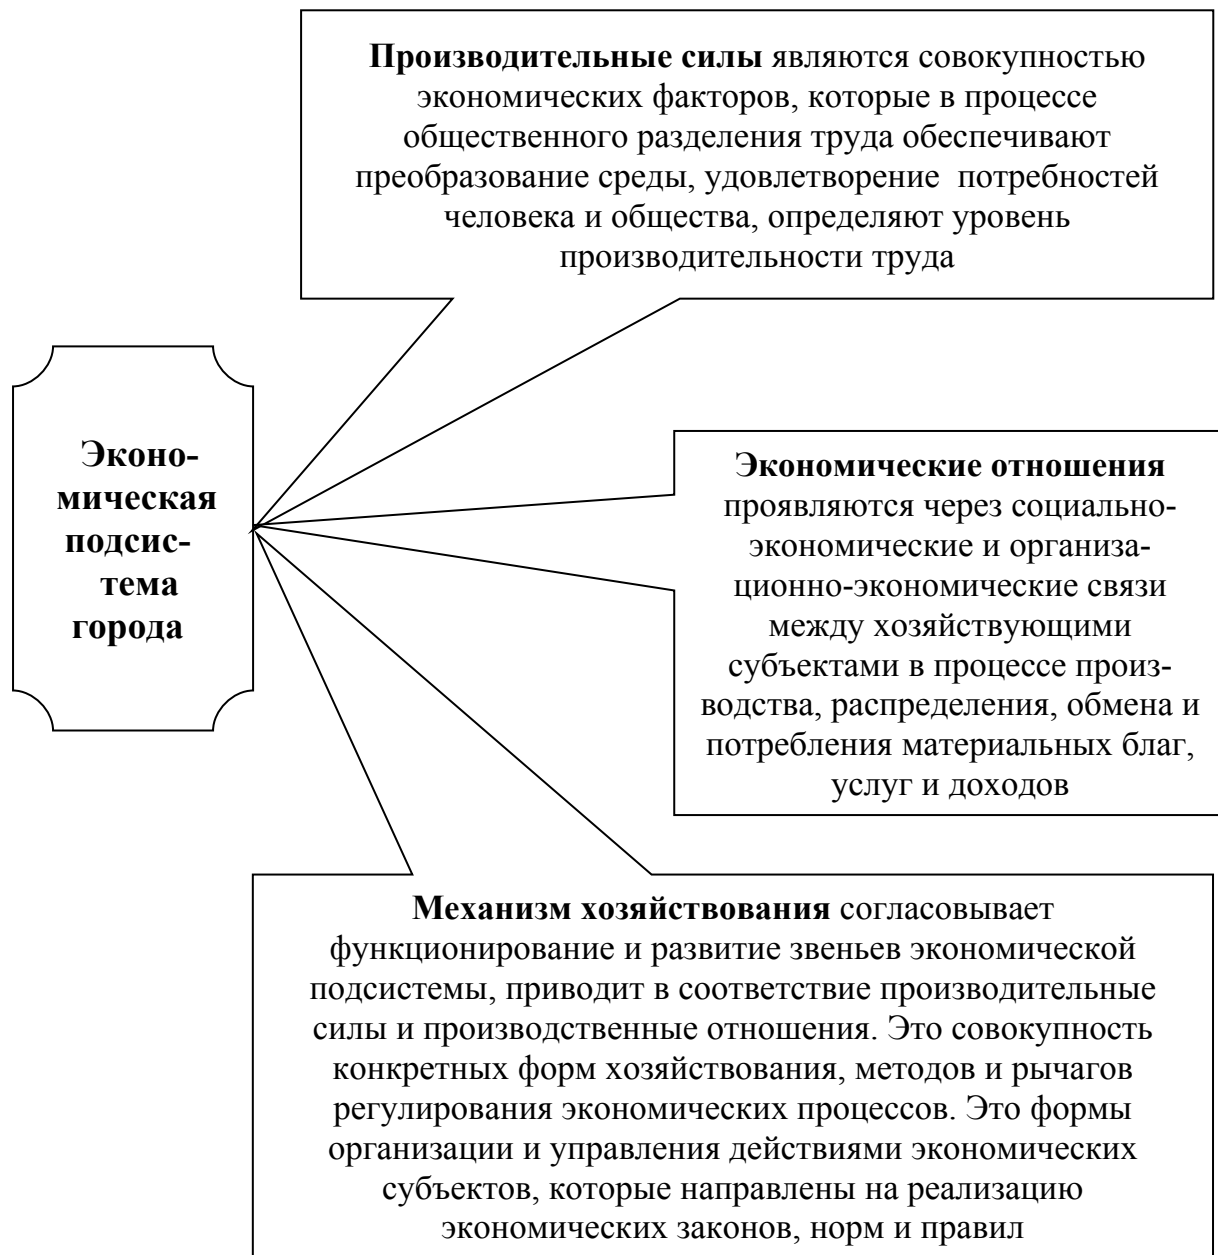 Производительные силы являются совокупностью
экономических факторов, которые в процессе
общественного разделения труда обеспечивают
преобразование среды, удовлетворение потребностей
человека и общества, определяют уровень
производительности труда
Эконо-
мическая
подсис-
тема
города
Экономические отношения
проявляются через социально-
экономические и организа-
ционно-экономические связи
между хозяйствующими
субъектами в процессе произ-
водства, распределения, обмена и
потребления материальных благ,
услуг и доходов
Механизм хозяйствования согласовывает
функционирование и развитие звеньев экономической
подсистемы, приводит в соответствие производительные
силы и производственные отношения. Это совокупность
конкретных форм хозяйствования, методов и рычагов
регулирования экономических процессов. Это формы
организации и управления действиями экономических
субъектов, которые направлены на реализацию
экономических законов, норм и правил